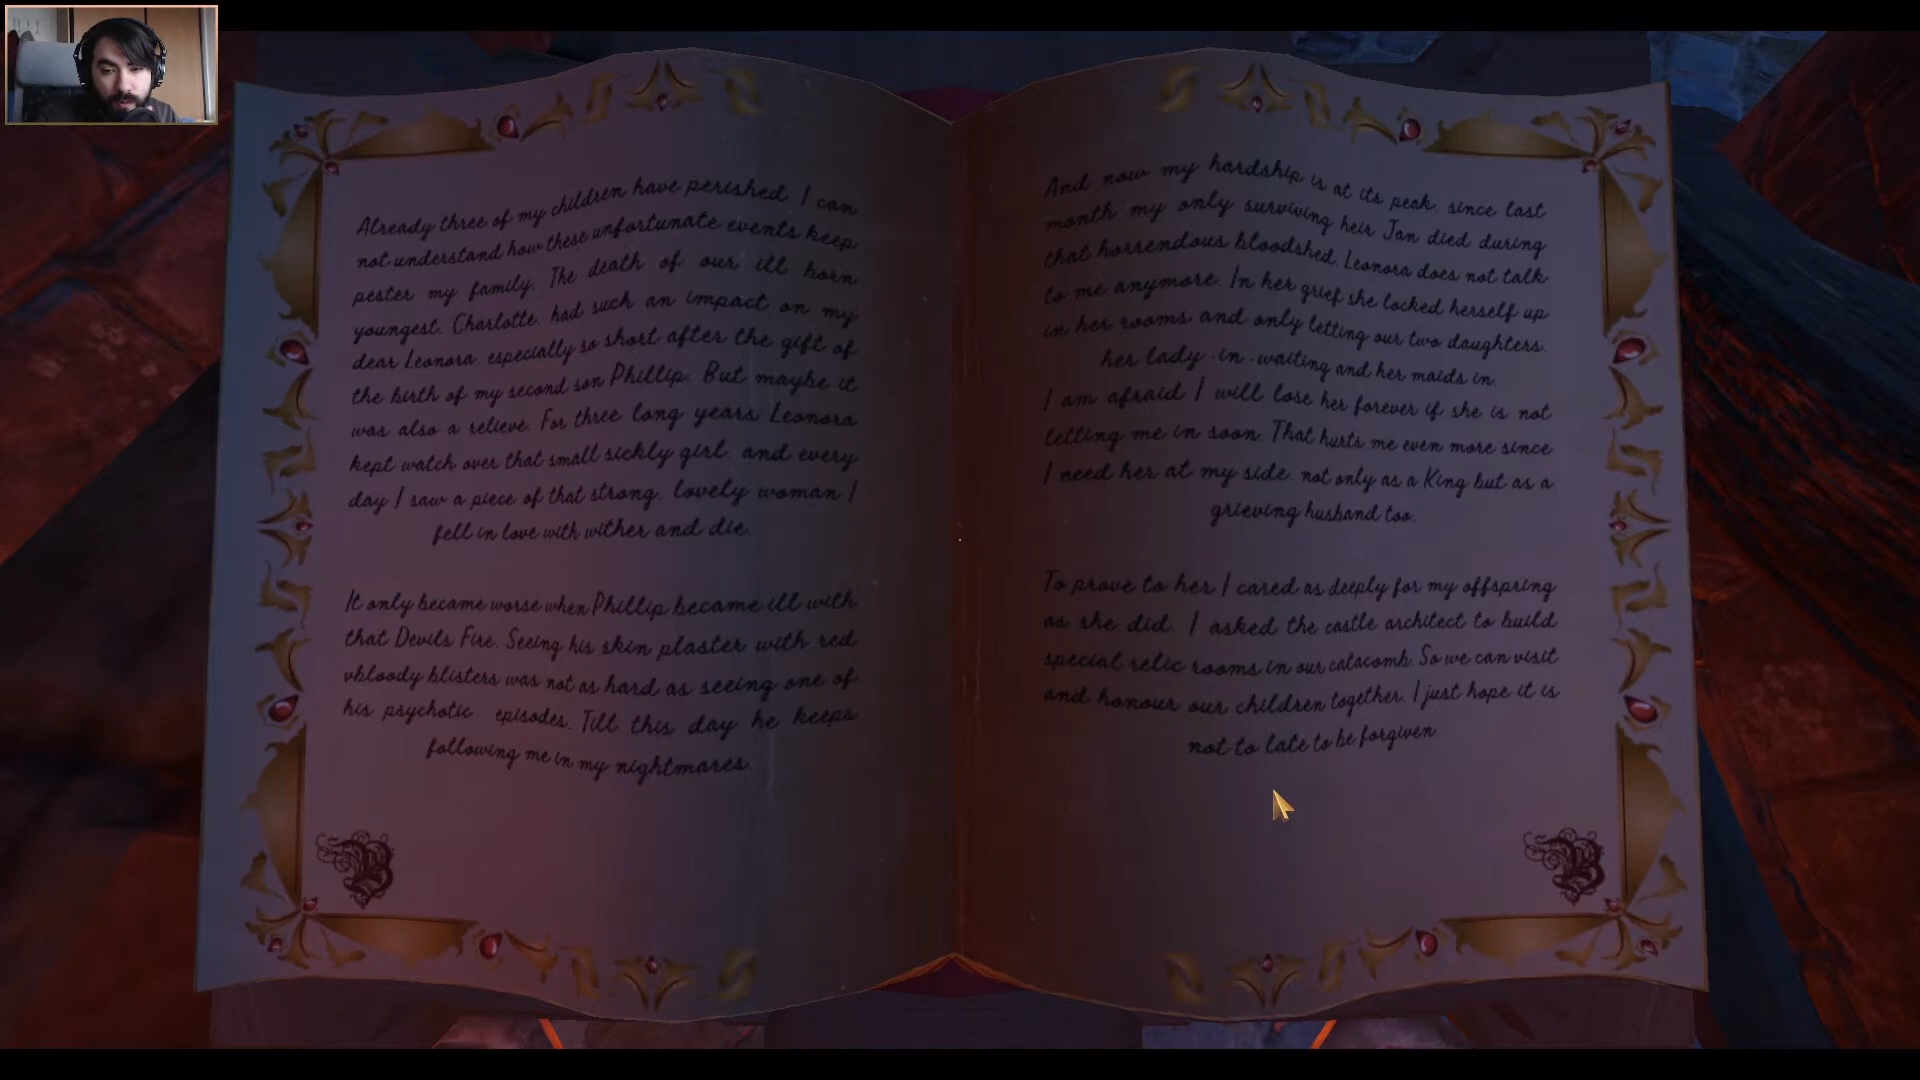 Already three of my children have perished. I can
not understand how these unfortunate events keep
pester my family. The death of our ill born
youngest, Charlotte, had such an impact on my
dear Leonora, especially so short after the gift of
the birth of my second son Phillip. But maybe it
was also a relieve. For three long years Leonora
kept watch over that small sickly girl, and every
day I saw a piece of that strong, lovely woman I
fell in love with wither and die.
It only became worse when Phillip became ill with
that Devils Fire. Seeing his skin plaster with red
vbloody blisters was not as hard as seeing one of
his psychotic episodes. Till this day he keeps
following me in my nightmares.
B
And now my hardship is at its peak, since last
month my only surviving heir Jan died during
that horrendous bloodshed. Leonora does not talk
to me anymore. In her grief she locked herself up
in her rooms and only letting our two daughters,
her lady-in-waiting and her maids in.
I am afraid I will lose her forever if she is not
letting me in soon. That hurts me even more since
I need her at my side, not only as a King but as a
grieving husband too.
To prove to her I cared as deeply for my offspring
as she did, I asked the castle architect to build
special relic rooms in our catacomb. So we can visit
and honour our children together. I just hope it is
not to late to be forgiven.
B